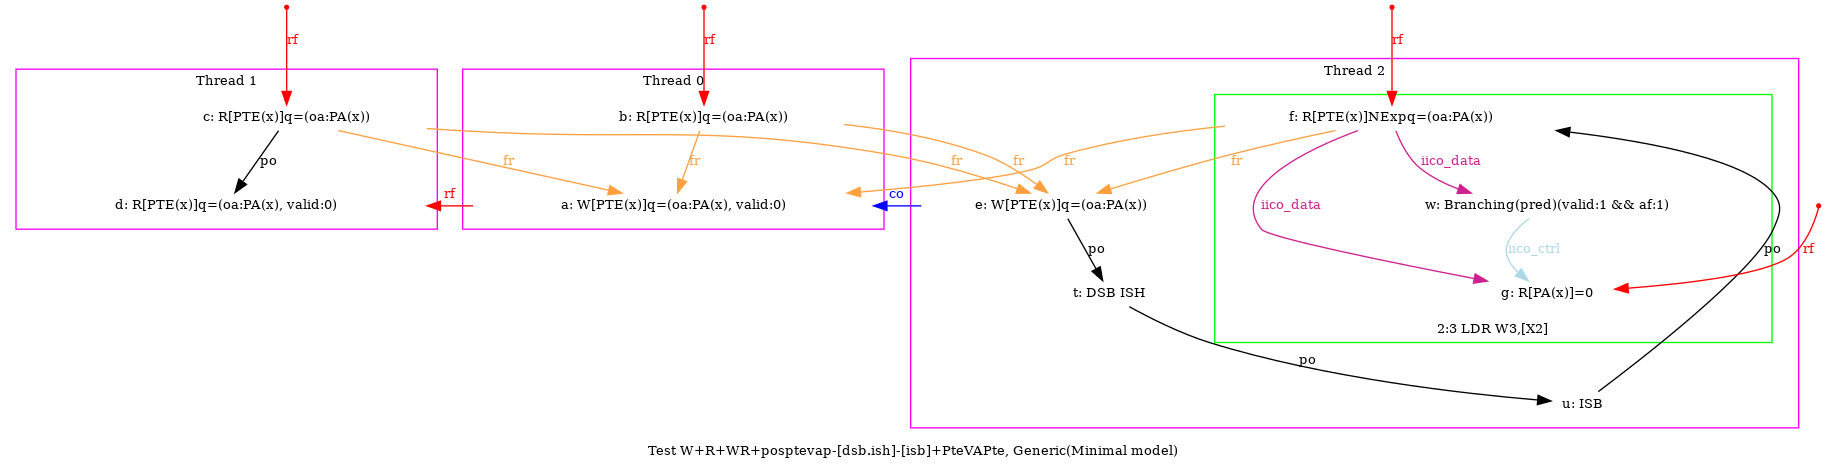 rf
rf
rf
Thread 1
Thread 0
Thread 2
c: R[PTE(x)]q=(oa:PA(x))
b: R[PTE(x)]q=(oa:PA(x))
f: R[PTE(x)]NExpq=(oa:PA(x))
po
fr
fr
fr
fr
fr
fr
iico_data
d: R[PTE(x)]q=(oa:PA(x), valid:0)
rf
a: W[PTE(x)]q=(oa:PA(x), valid:0)
co
e: W[PTE(x)]q=(oa:PA(x))
iico_data
w: Branching(pred)(valid:1 && af:1)
po
iico_ctrl
po
rf
t: DSB ISH
g: R[PA(x)]=0
2:3 LDR W3,[X2]
po
u: ISB
Test W+R+WR+posptevap-[dsb.ish]-[isb]+PteVAPte, Generic(Minimal model)